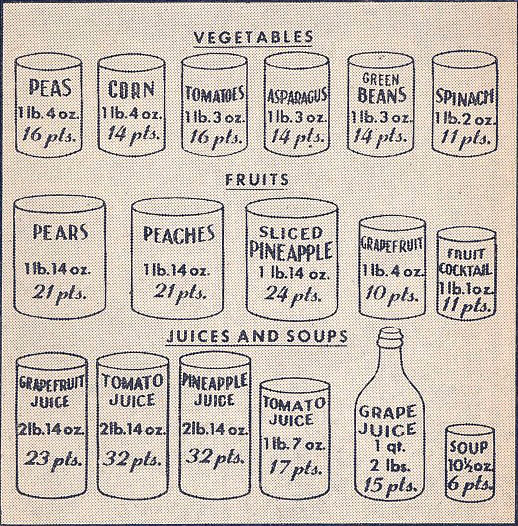 VEGETABLES
PEAS
1 lb. 4 oz.
16 pts.
CORN
1 lb. 4 oz.
14 pts.
TOMATOES
1 lb. 3 oz.
16 pts.
ASPARAGUS
1 lb. 3 oz.
14 pts.
GREEN
BEANS
1 lb. 3 oz.
14 pts.
SPINACH
1 lb. 2 oz.
11 pts.
FRUITS
PEARS
1 lb. 14 oz.
21 pts.
PEACHES
1 lb. 14 oz.
21 pts.
SLICED
PINEAPPLE
1 lb. 14 oz.
24 pts.
GRAPEFRUIT
1 lb. 4 oz.
10 pts.
FRUIT
COCKTAIL
1 lb. 1 oz.
11 pts.
JUICES AND SOUPS
GRAPEFRUIT
JUICE
2 lb. 14 oz.
23 pts.
TOMATO
JUICE
2 lb. 14 oz.
32 pts.
PINEAPPLE
JUICE
2 lb. 14 oz.
32 pts.
TOMATO
JUICE
1 lb. 7 oz.
17 pts.
GRAPE
JUICE
1 qt.
2 lbs.
15 pts.
SOUP
10½ oz.
6 pts.